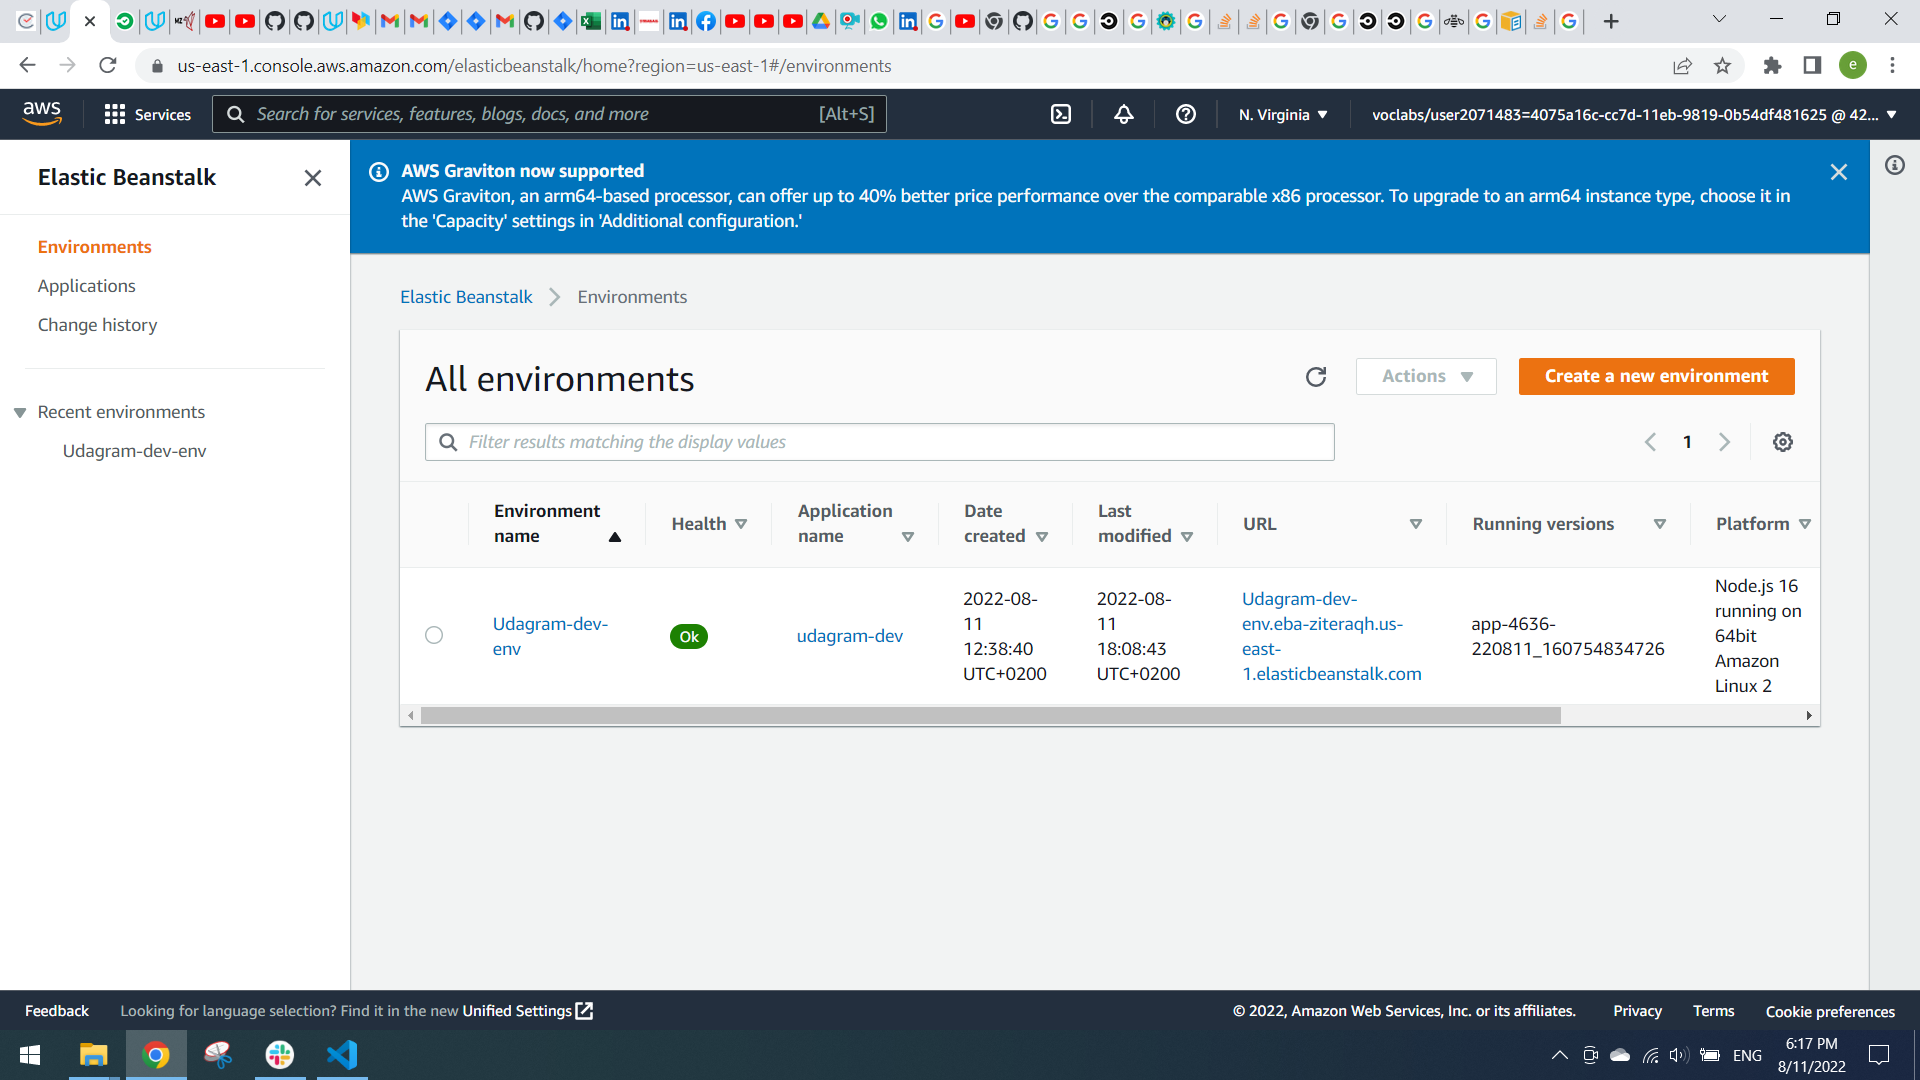 us-east-1.console.aws.amazon.com/elasticbeanstalk/home?region=us-east-1#/environments
e
aws
Services
Search for services, features, blogs, docs, and more
[Alt+S]
N. Virginia
voclabs/user2071483=4075a16c-cc7d-11eb-9819-0b54df481625 @ 42...
Elastic Beanstalk
AWS Graviton now supported
AWS Graviton, an arm64-based processor, can offer up to 40% better price performance over the comparable x86 processor. To upgrade to an arm64 instance type, choose it in
the 'Capacity' settings in 'Additional configuration.'
Environments
Applications
Change history
Recent environments
Udagram-dev-env
Elastic Beanstalk
Environments
All environments
Actions
Create a new environment
Filter results matching the display values
1
Environment
name
Health
Application
name
Date
created
Last
modified
URL
Running versions
Platform
Udagram-dev-
env
Ok
udagram-dev
2022-08-
11
12:38:40
UTC+0200
2022-08-
11
18:08:43
UTC+0200
Udagram-dev-
env.eba-ziteraqh.us-
east-
1.elasticbeanstalk.com
app-4636-
220811_160754834726
Node.js 16
running on
64bit
Amazon
Linux 2
Feedback
Looking for language selection? Find it in the new Unified Settings
© 2022, Amazon Web Services, Inc. or its affiliates.
Privacy
Terms
Cookie preferences
ENG
6:17 PM
8/11/2022